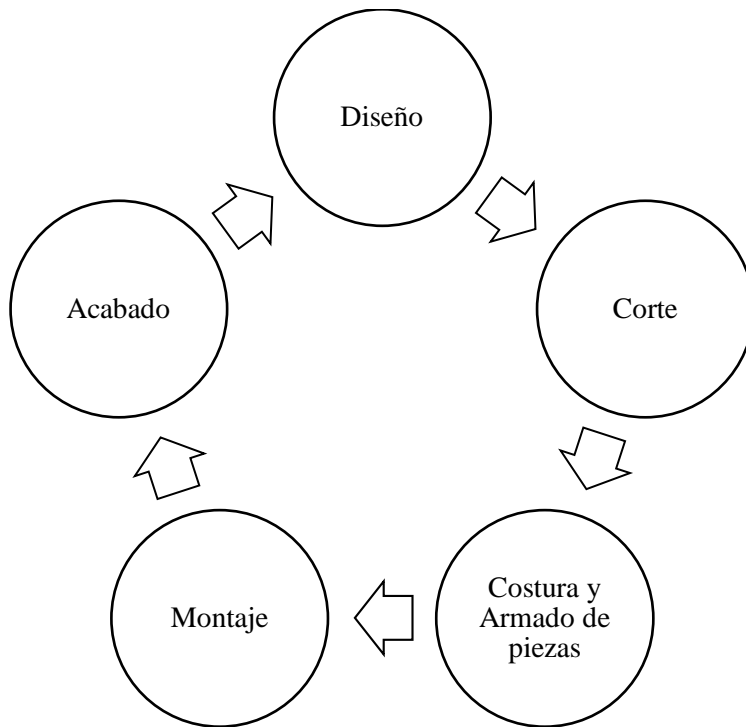 Diseño
Corte
Costura y
Armado de
piezas
Montaje
Acabado